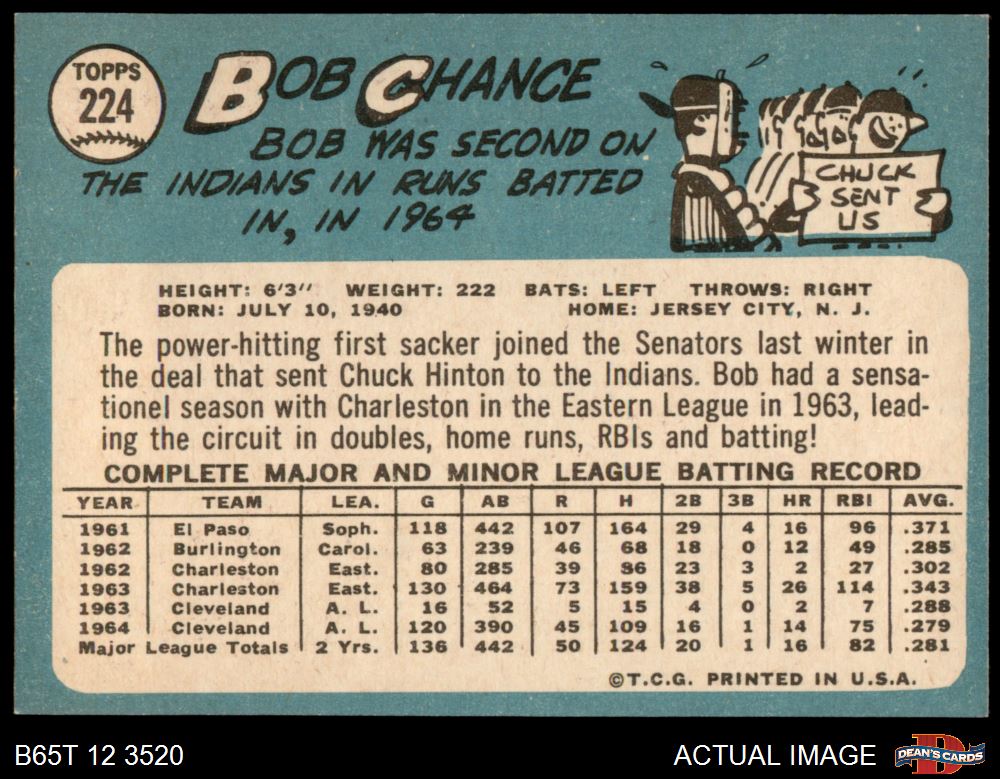 TOPPS
224
BOB CHANCE
BOB WAS SECOND ON
THE INDIANS IN RUNS BATTED
IN, IN 1964
CHUCK
SENT
US
HEIGHT: 6'3" WEIGHT: 222 BATS: LEFT THROWS: RIGHT
BORN: JULY 10, 1940 HOME: JERSEY CITY, N. J.
The power-hitting first sacker joined the Senators last winter in
the deal that sent Chuck Hinton to the Indians. Bob had a sensa-
tionel season with Charleston in the Eastern League in 1963, lead-
ing the circuit in doubles, home runs, RBIs and batting!
COMPLETE MAJOR AND MINOR LEAGUE BATTING RECORD
YEAR TEAM LEA. G AB R H 2B 3B HR RBI AVG.
1961 El Paso Soph. 118 442 107 164 29 4 16 96 .371
1962 Burlington Carol. 63 239 46 68 18 0 12 49 .285
1962 Charleston East. 80 285 39 86 23 3 2 27 .302
1963 Charleston East. 130 464 73 159 38 5 26 114 .343
1963 Cleveland A. L. 16 52 5 15 4 0 2 7 .288
1964 Cleveland A. L. 120 390 45 109 16 1 14 75 .279
Major League Totals 2 Yrs. 136 442 50 124 20 1 16 82 .281
©T.C.G. PRINTED IN U.S.A.
B65T 12 3520 ACTUAL IMAGE DEAN'S CARDS